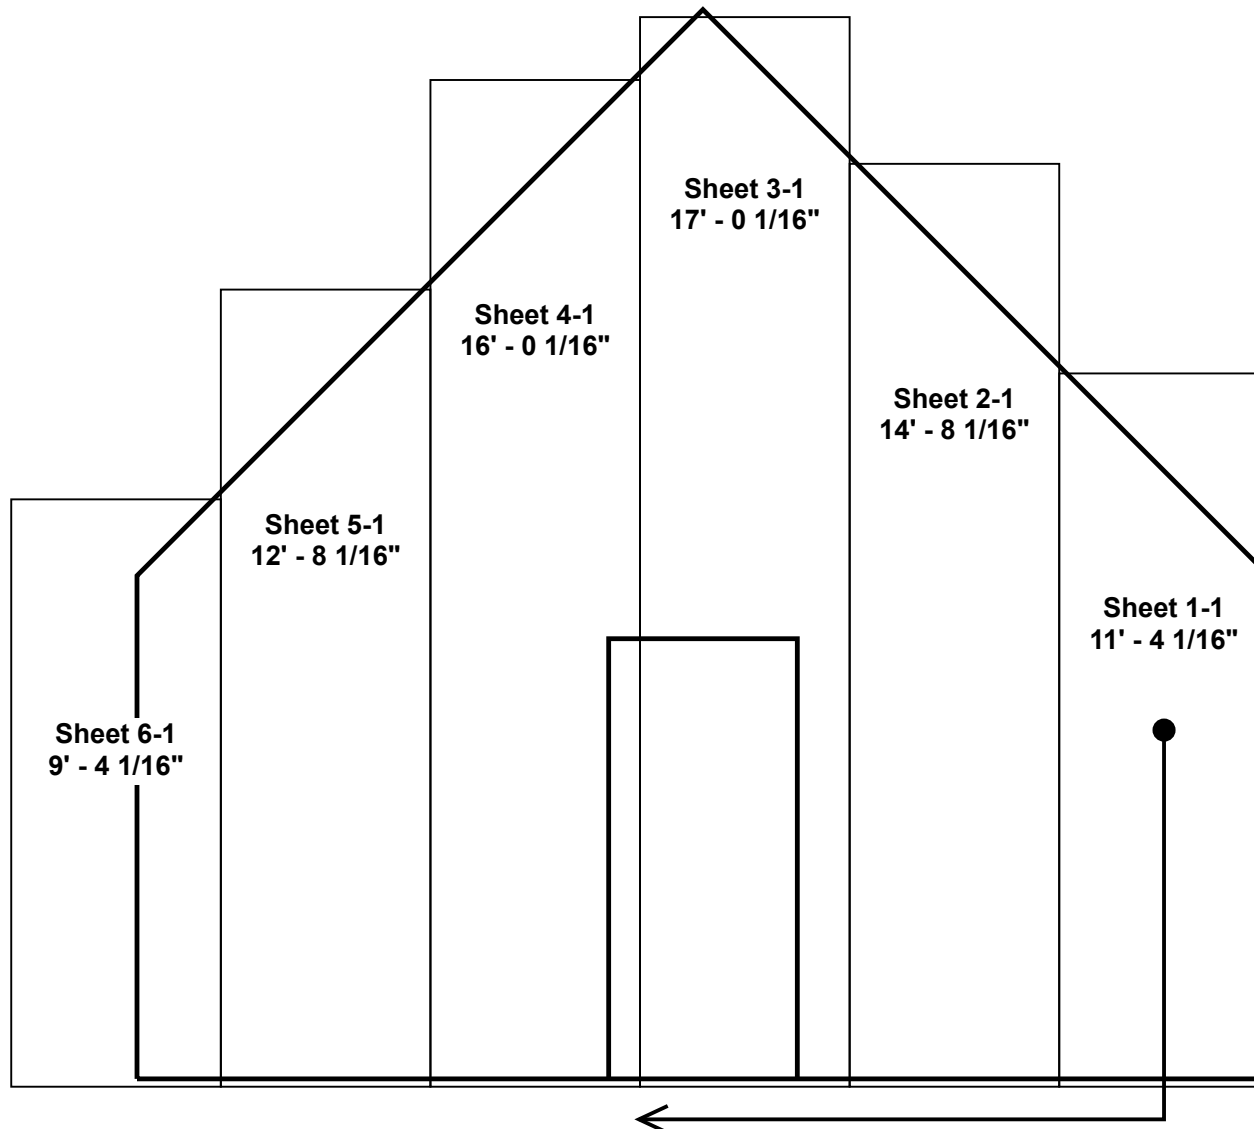 Sheet 3-1
17' - 0 1/16"
Sheet 4-1
16' - 0 1/16"
Sheet 2-1
14' - 8 1/16"
Sheet 5-1
12' - 8 1/16"
Sheet 1-1
11' - 4 1/16"
Sheet 6-1
9' - 4 1/16"